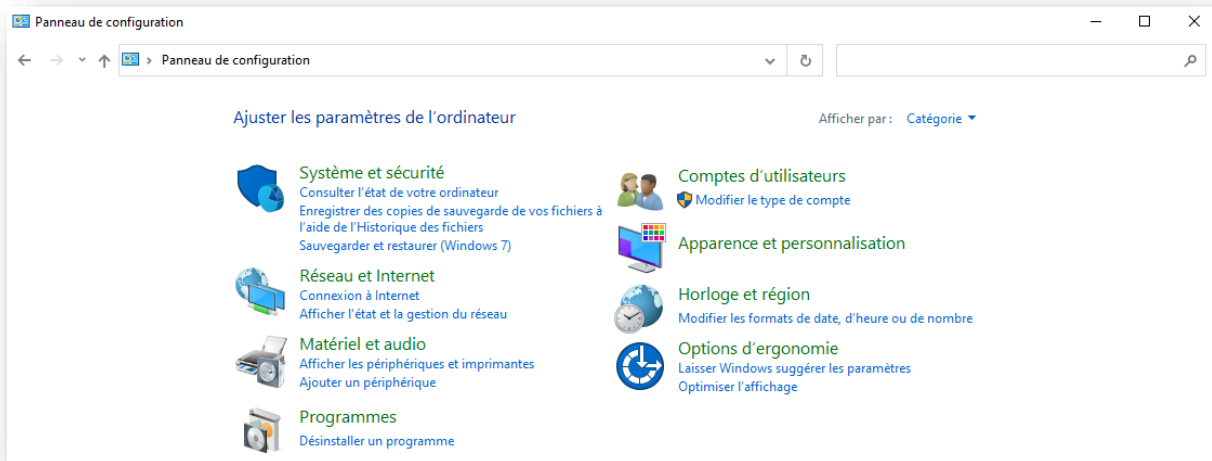 Panneau de configuration
Panneau de configuration
Ajuster les paramètres de l'ordinateur
Afficher par : Catégorie
Système et sécurité
Consulter l'état de votre ordinateur
Enregistrer des copies de sauvegarde de vos fichiers à
l'aide de l'Historique des fichiers
Sauvegarder et restaurer (Windows 7)
Réseau et Internet
Connexion à Internet
Afficher l'état et la gestion du réseau
Matériel et audio
Afficher les périphériques et imprimantes
Ajouter un périphérique
Programmes
Désinstaller un programme
Comptes d'utilisateurs
Modifier le type de compte
Apparence et personnalisation
Horloge et région
Modifier les formats de date, d'heure ou de nombre
Options d'ergonomie
Laisser Windows suggérer les paramètres
Optimiser l'affichage